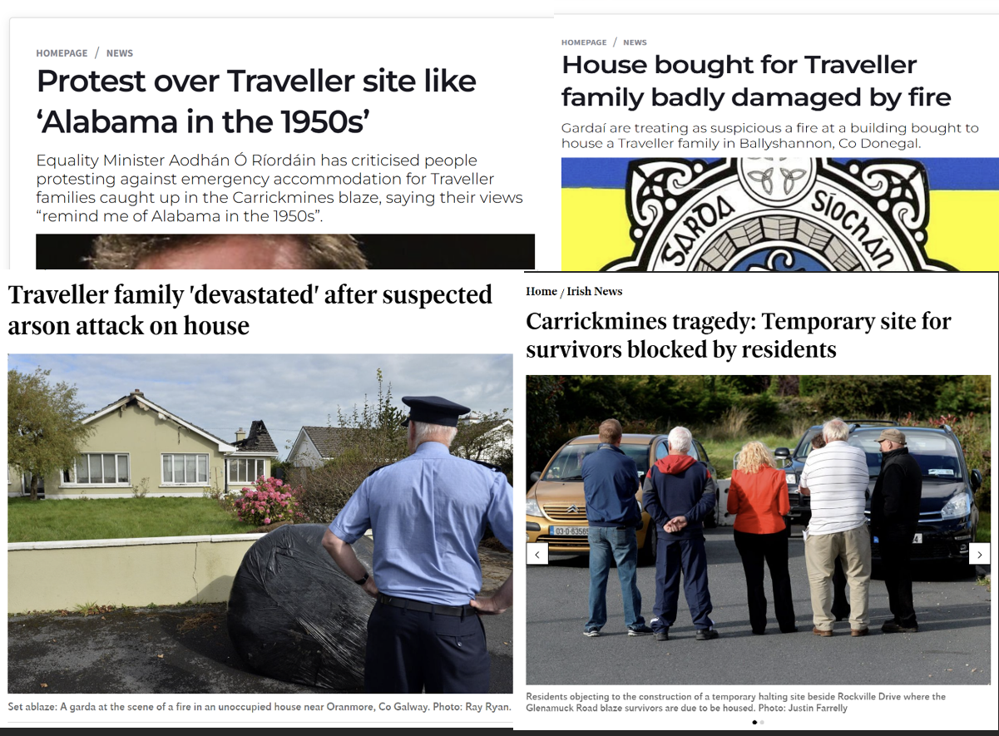 HOMEPAGE / NEWS
Protest over Traveller site like
‘Alabama in the 1950s’
Equality Minister Aodhán Ó Ríordáin has criticised people
protesting against emergency accommodation for Traveller
families caught up in the Carrickmines blaze, saying their views
“remind me of Alabama in the 1950s”.
HOMEPAGE / NEWS
House bought for Traveller
family badly damaged by fire
Gardaí are treating as suspicious a fire at a building bought to
house a Traveller family in Ballyshannon, Co Donegal.
GARDA SÍOCHÁN
Traveller family 'devastated' after suspected
arson attack on house
Set ablaze: A garda at the scene of a fire in an unoccupied house near Oranmore, Co Galway. Photo: Ray Ryan.
Home / Irish News
Carrickmines tragedy: Temporary site for
survivors blocked by residents
Residents objecting to the construction of a temporary halting site beside Rockville Drive where the
Glenamuck Road blaze survivors are due to be housed. Photo: Justin Farrelly